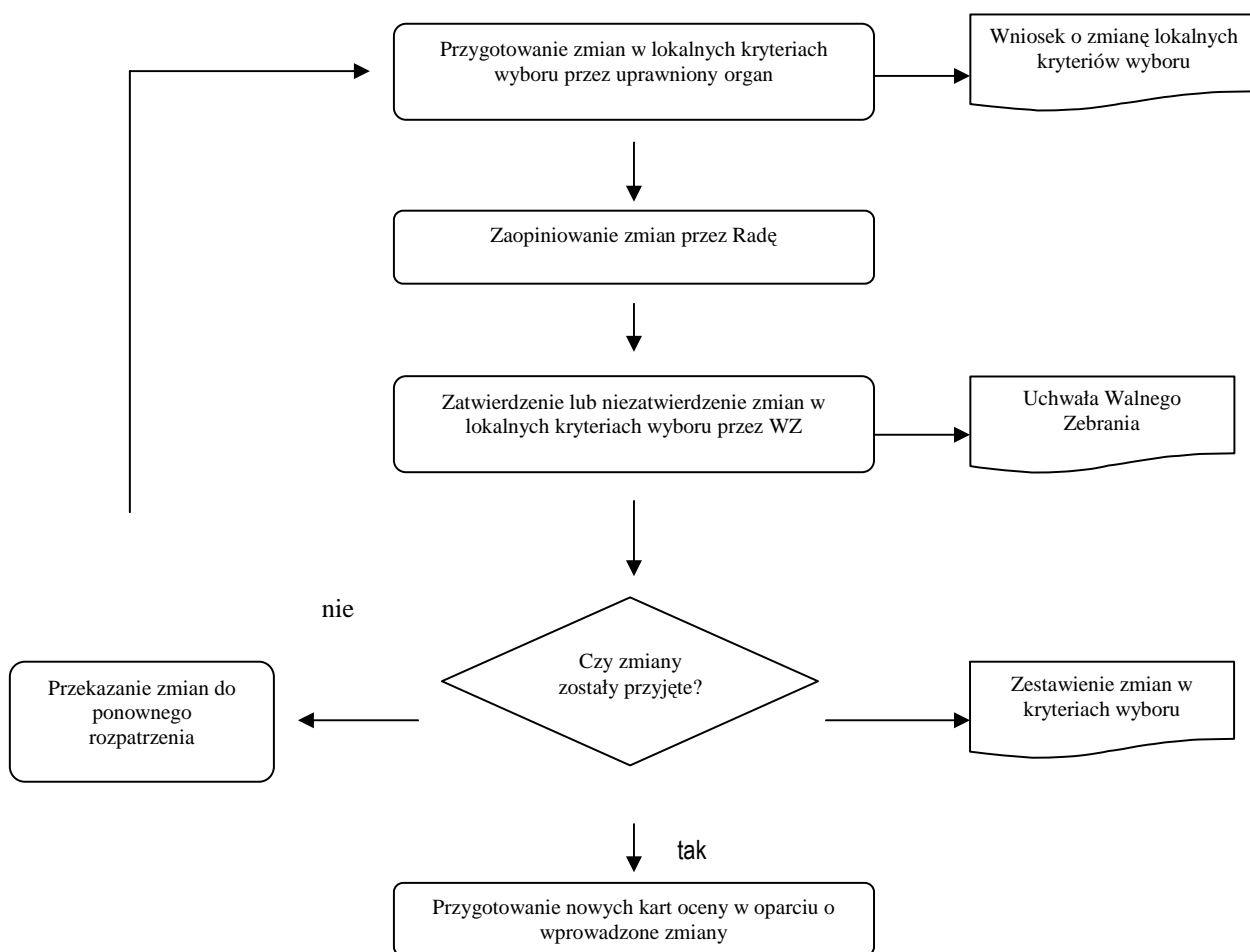 Przygotowanie zmian w lokalnych kryteriach
wyboru przez uprawniony organ
Wniosek o zmianę lokalnych
kryteriów wyboru
Zaopiniowanie zmian przez Radę
Zatwierdzenie lub niezatwierdzenie zmian w
lokalnych kryteriach wyboru przez WZ
Uchwała Walnego
Zebrania
nie
Czy zmiany
zostały przyjęte?
Przekazanie zmian do
ponownego
rozpatrzenia
Zestawienie zmian w
kryteriach wyboru
tak
Przygotowanie nowych kart oceny w oparciu o
wprowadzone zmiany